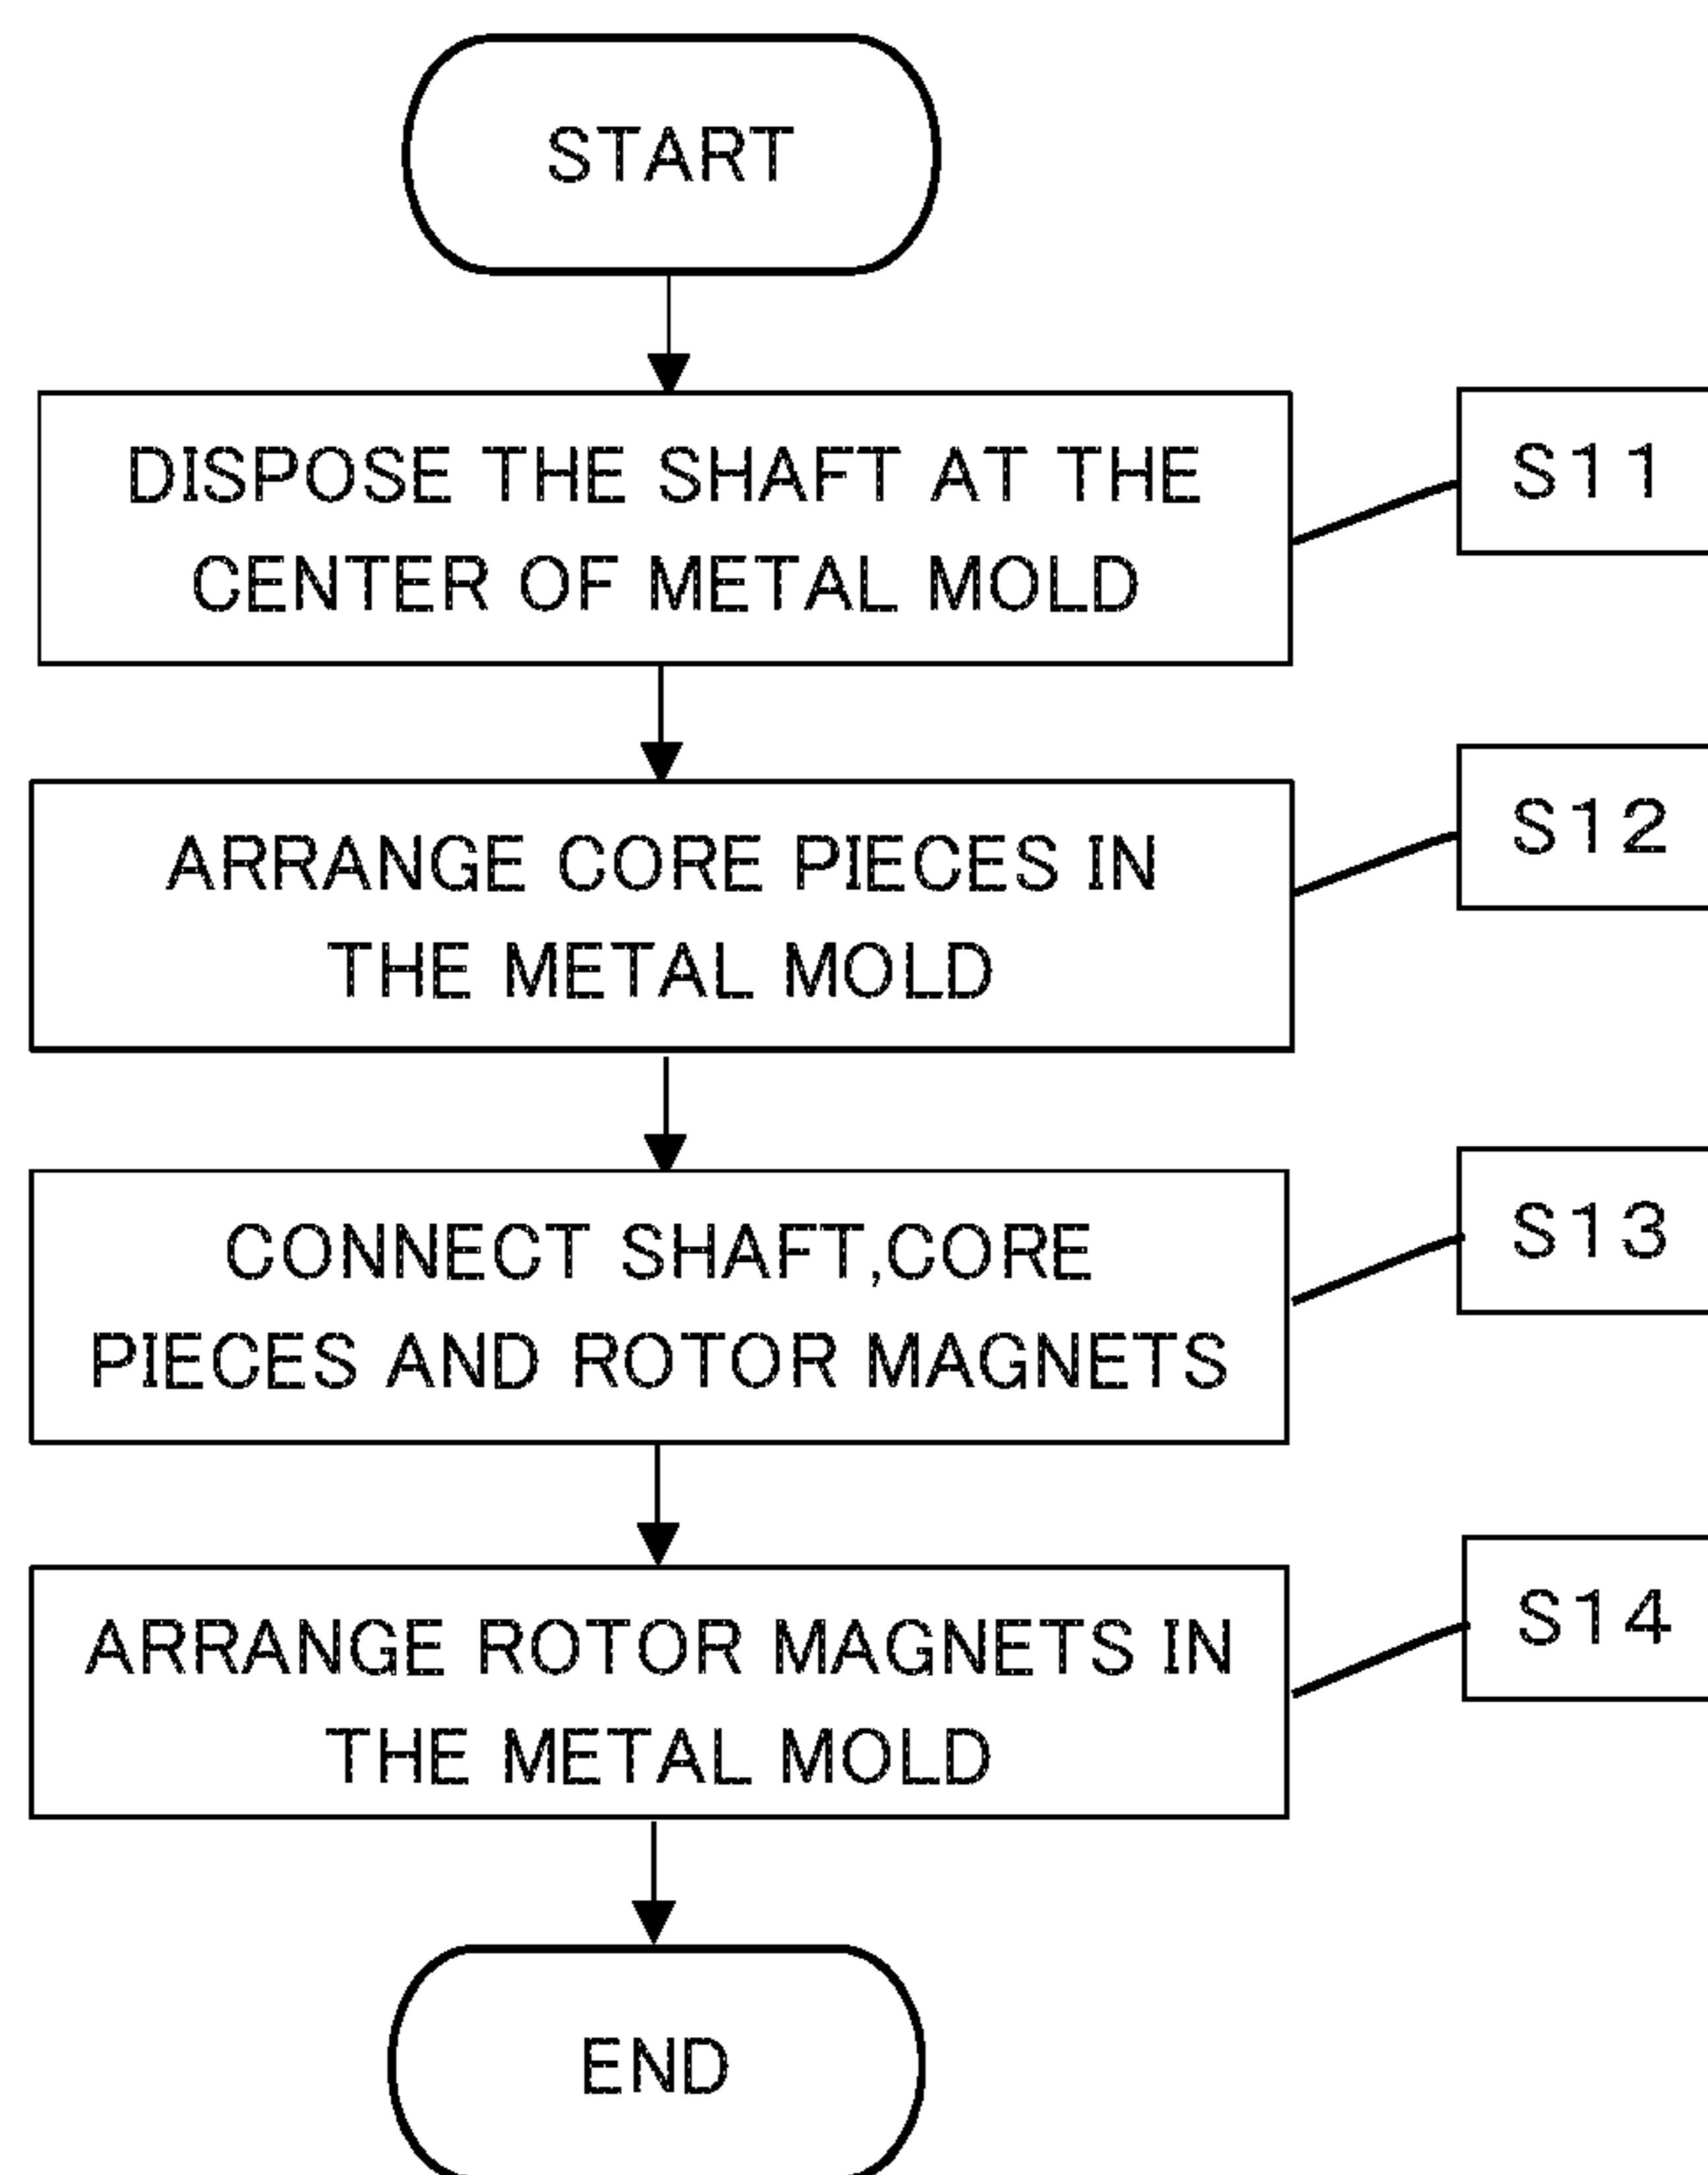 START
DISPOSE THE SHAFT AT THE
CENTER OF METAL MOLD
S11
ARRANGE CORE PIECES IN
THE METAL MOLD
S12
CONNECT SHAFT,CORE
PIECES AND ROTOR MAGNETS
S13
ARRANGE ROTOR MAGNETS IN
THE METAL MOLD
S14
END